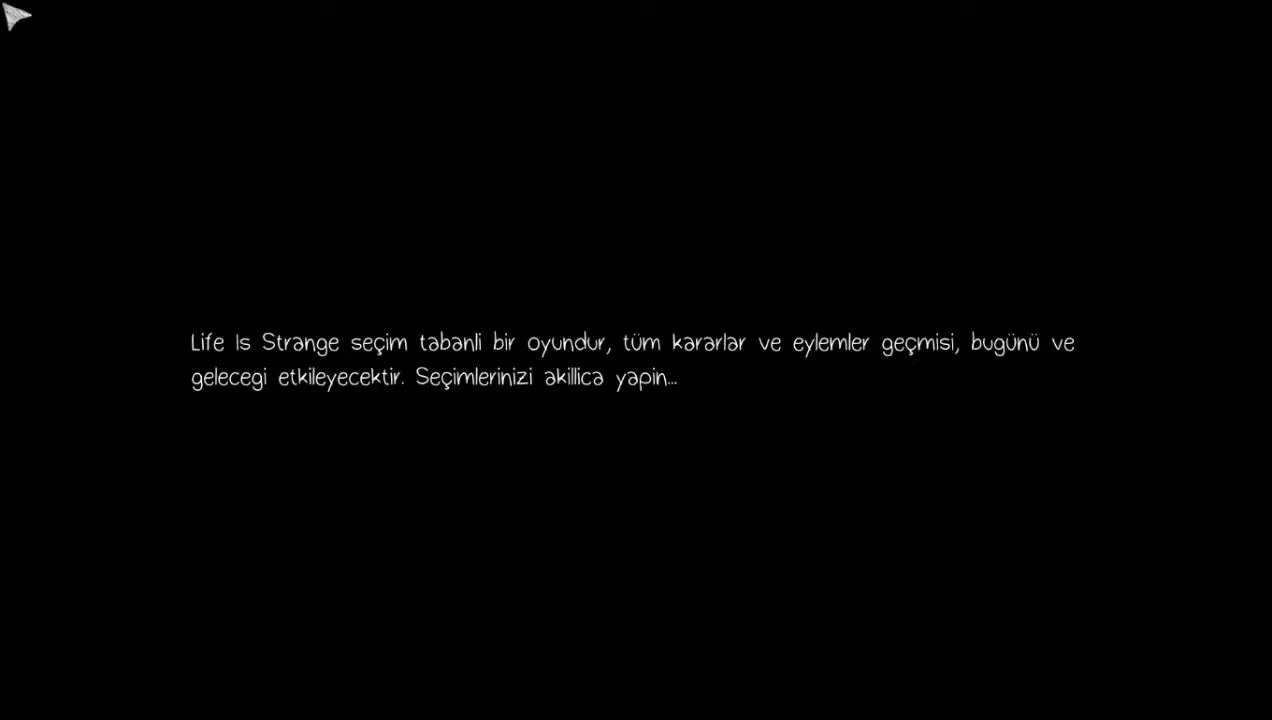 Life Is Strange seçim tabanli bir oyundur, tüm kararlar ve eylemler geçmisi, bugünü ve
gelecegi etkileyecektir. Seçimlerinizi akillica yapin...